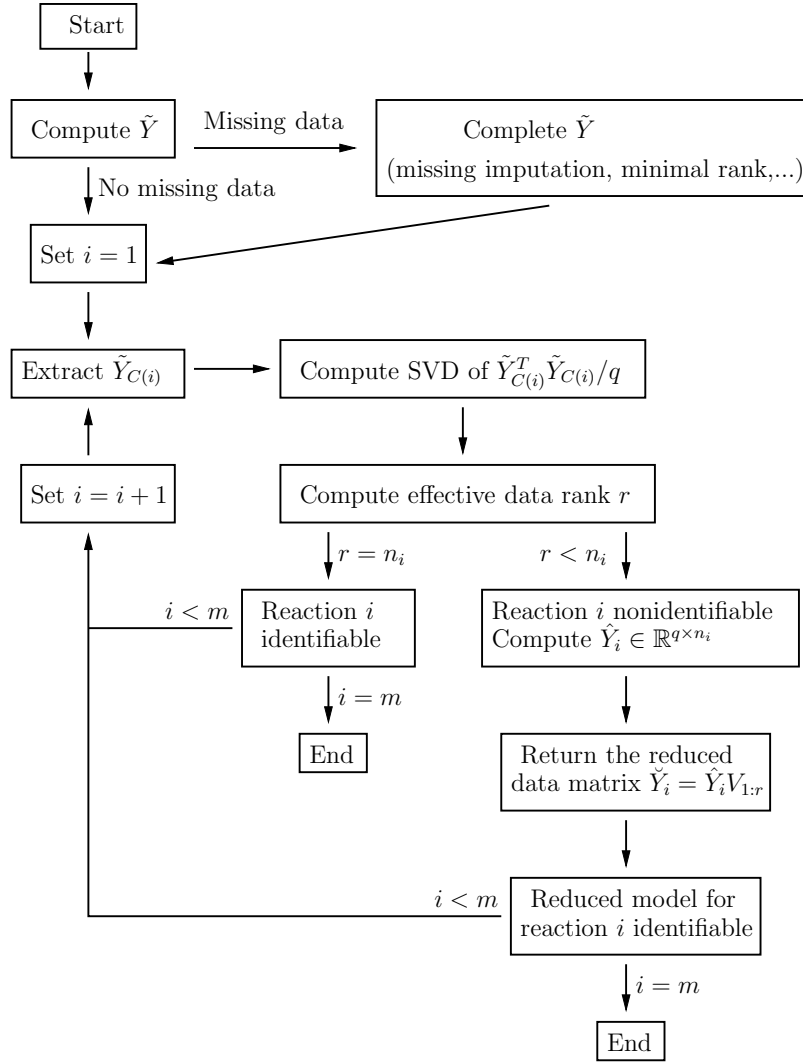 Start
Compute Ỹ
Missing data
Complete Ỹ
(missing imputation, minimal rank,...)
No missing data
Set i = 1
Extract Ỹ_{C(i)}
Compute SVD of Ỹ^T_{C(i)} Ỹ_{C(i)}/q
Set i = i + 1
Compute effective data rank r
r = n_i
r < n_i
i < m
Reaction i
identifiable
Reaction i nonidentifiable
Compute Ŷ_i ∈ ℝ^{q×n_i}
i = m
End
Return the reduced
data matrix Y̆_i = Ŷ_i V_{1:r}
i < m
Reduced model for
reaction i identifiable
i = m
End